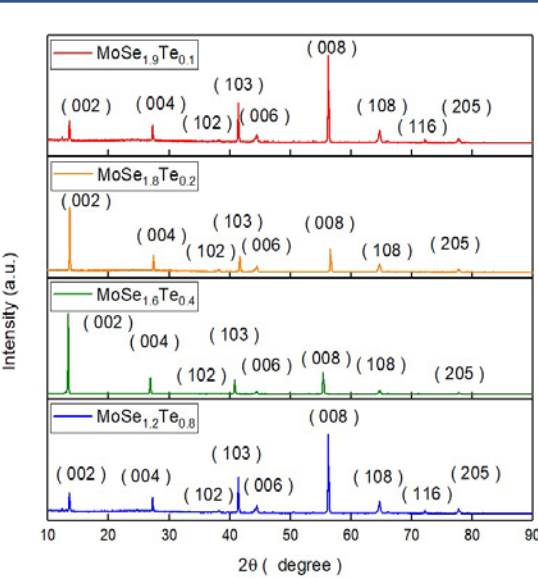 MoSe1.9Te0.1
( 002 ) ( 004 ) ( 102 ) ( 103 ) ( 006 ) ( 008 ) ( 108 ) ( 116 ) ( 205 )
MoSe1.8Te0.2
( 002 ) ( 004 ) ( 102 ) ( 103 ) ( 006 ) ( 008 ) ( 108 ) ( 205 )
MoSe1.6Te0.4
( 002 ) ( 004 ) ( 102 ) ( 103 ) ( 006 ) ( 008 ) ( 108 ) ( 205 )
MoSe1.2Te0.8
( 002 ) ( 004 ) ( 102 ) ( 103 ) ( 006 ) ( 008 ) ( 108 ) ( 116 ) ( 205 )
Intensity (a.u.)
10 20 30 40 50 60 70 80 90
2θ ( degree )